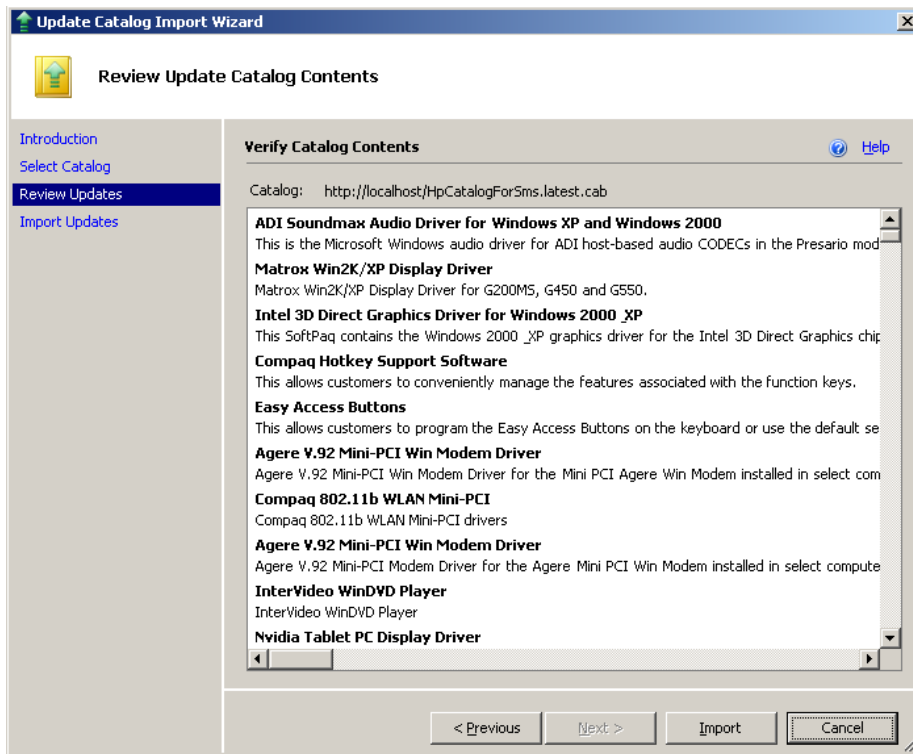 Update Catalog Import Wizard
Review Update Catalog Contents
Introduction
Select Catalog
Review Updates
Import Updates
Verify Catalog Contents
Help
Catalog: http://localhost/HpCatalogForSms.latest.cab
ADI Soundmax Audio Driver for Windows XP and Windows 2000
This is the Microsoft Windows audio driver for ADI host-based audio CODECs in the Presario mod
Matrox Win2K/XP Display Driver
Matrox Win2K/XP Display Driver for G200MS, G450 and G550.
Intel 3D Direct Graphics Driver for Windows 2000 _XP
This SoftPaq contains the Windows 2000 _XP graphics driver for the Intel 3D Direct Graphics chip
Compaq Hotkey Support Software
This allows customers to conveniently manage the features associated with the function keys.
Easy Access Buttons
This allows customers to program the Easy Access Buttons on the keyboard or use the default se
Agere V.92 Mini-PCI Win Modem Driver
Agere V.92 Mini-PCI Win Modem Driver for the Mini PCI Agere Win Modem installed in select com
Compaq 802.11b WLAN Mini-PCI
Compaq 802.11b WLAN Mini-PCI drivers
Agere V.92 Mini-PCI Win Modem Driver
Agere V.92 Mini-PCI Modem Driver for the Agere Mini PCI Win Modem installed in select compute
InterVideo WinDVD Player
InterVideo WinDVD Player
Nvidia Tablet PC Display Driver
< Previous
Next >
Import
Cancel